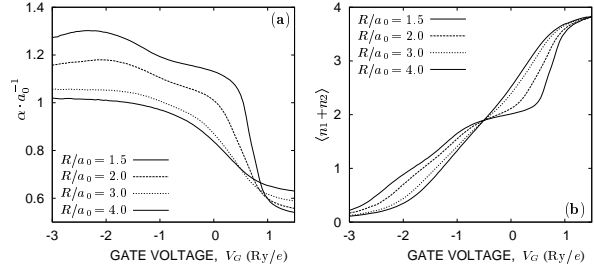 (a)
1.4
1.2
1
0.8
0.6
α·a₀⁻¹
R/a₀ = 1.5
R/a₀ = 2.0
R/a₀ = 3.0
R/a₀ = 4.0
-3 -2 -1 0 1
GATE VOLTAGE, V_G (Ry/e)
4
3
2
1
0
⟨n₁+n₂⟩
R/a₀ = 1.5
R/a₀ = 2.0
R/a₀ = 3.0
R/a₀ = 4.0
(b)
-3 -2 -1 0 1
GATE VOLTAGE, V_G (Ry/e)